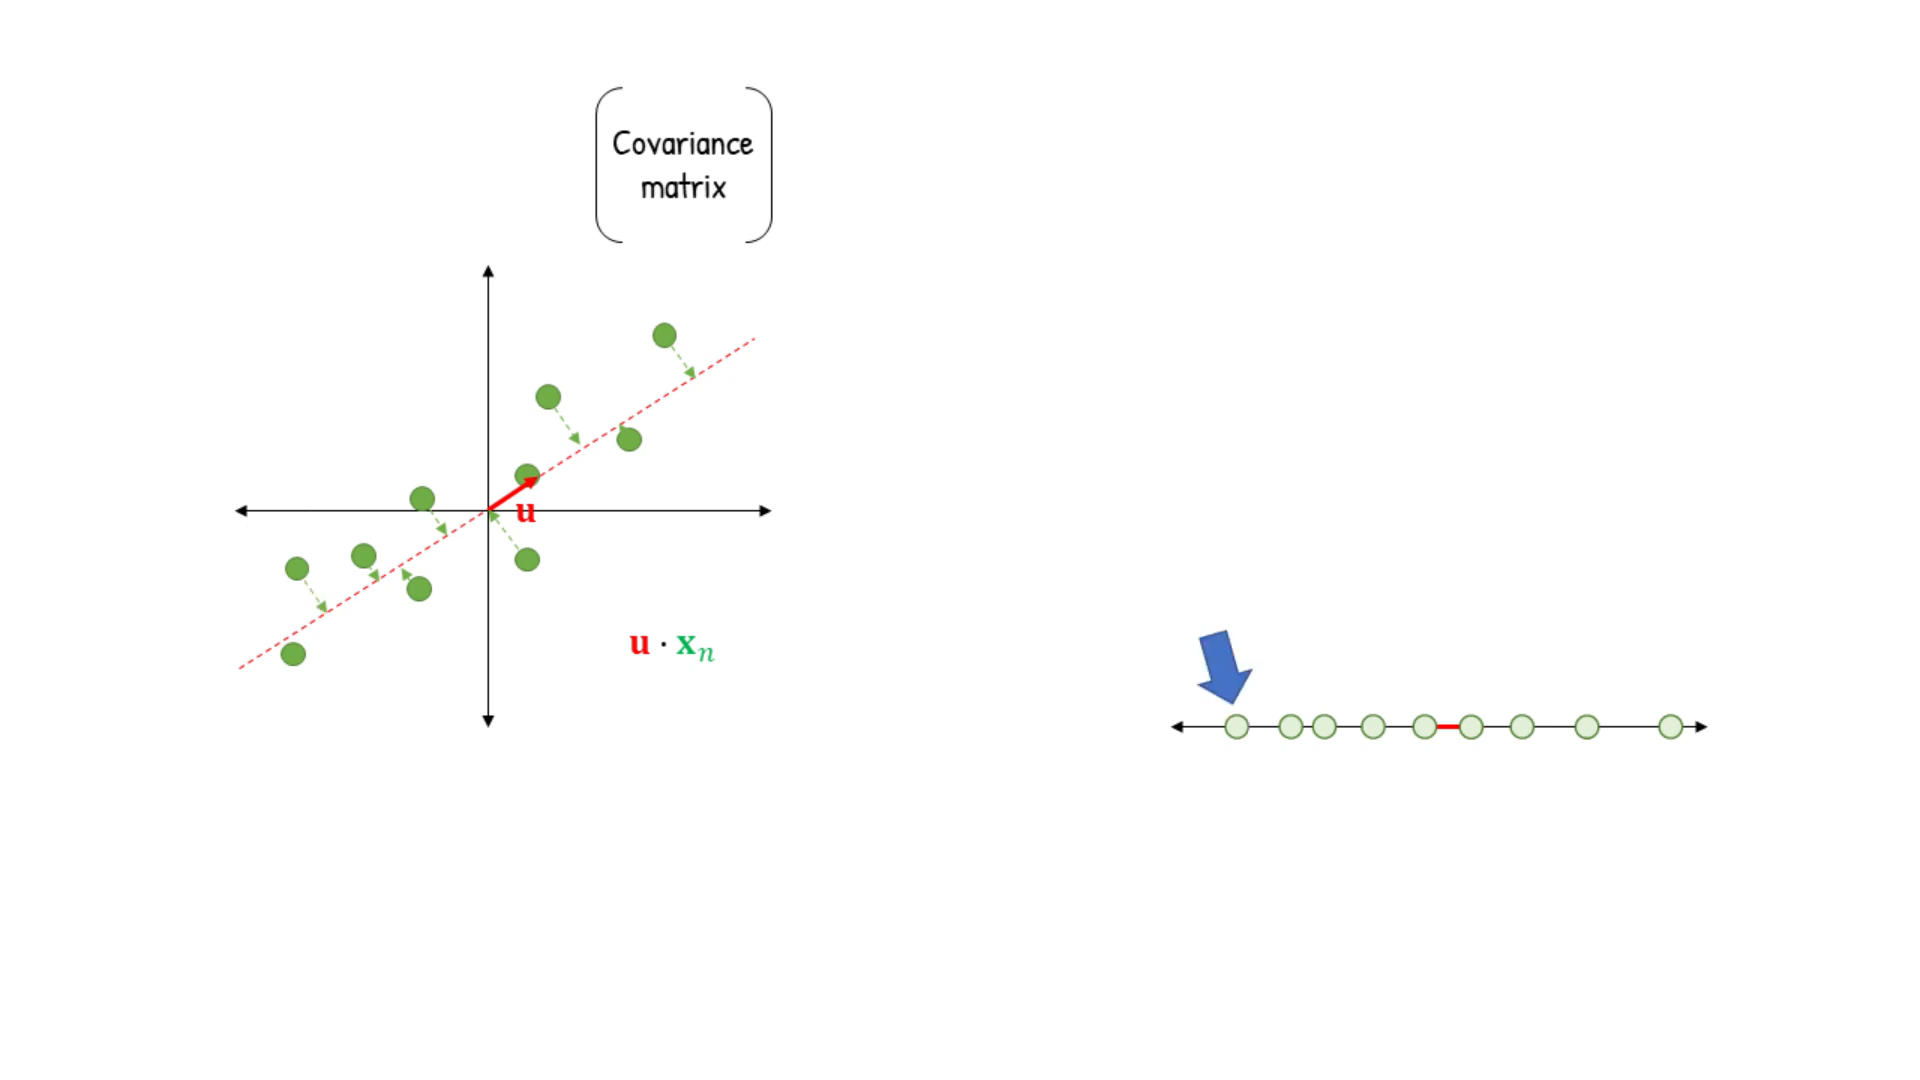 Covariance
matrix
u
u · xₙ